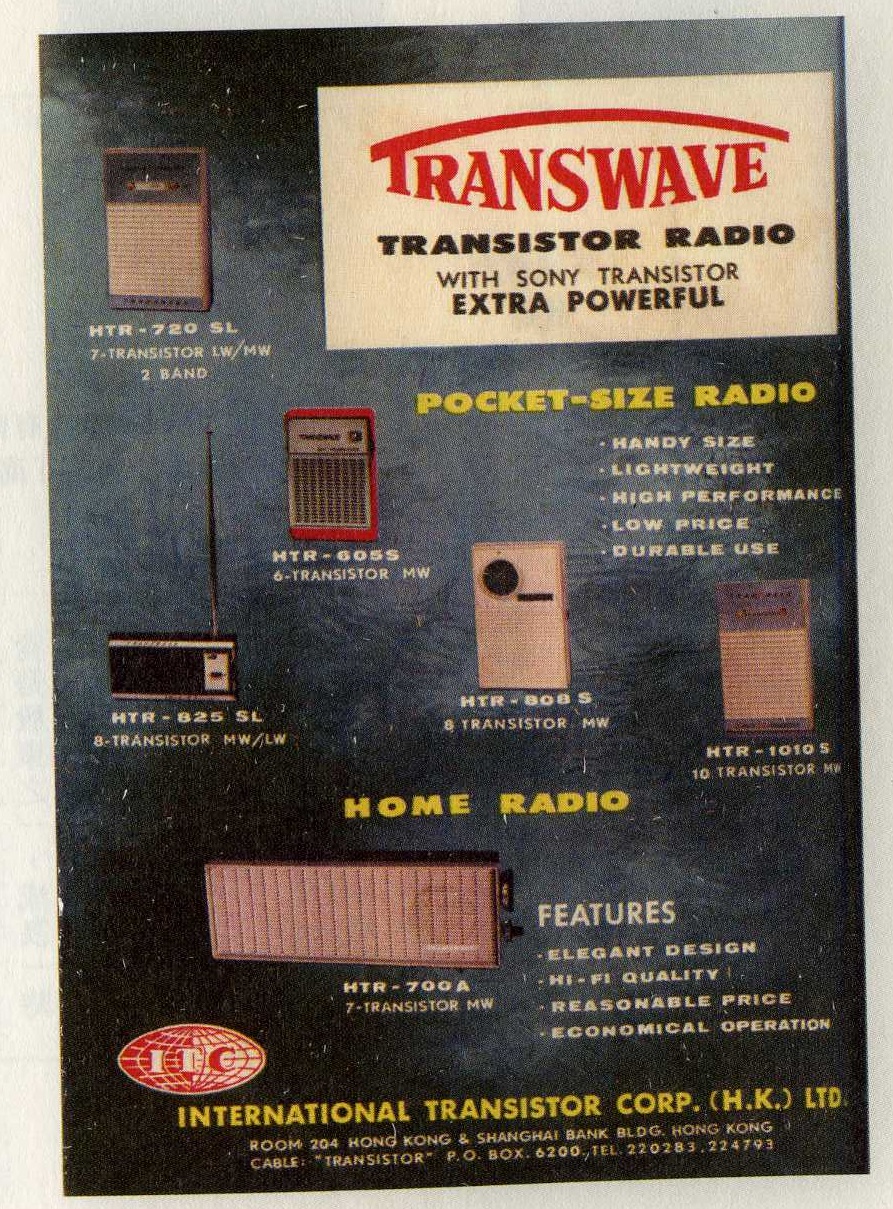 TRANSWAVE
TRANSISTOR RADIO
WITH SONY TRANSISTOR
EXTRA POWERFUL
HTR-720 SL
7-TRANSISTOR LW/MW
2 BAND
POCKET-SIZE RADIO
· HANDY SIZE
· LIGHTWEIGHT
· HIGH PERFORMANCE
· LOW PRICE
· DURABLE USE
TRANSWAVE
HTR-605S
6-TRANSISTOR MW
HTR-825 SL
8-TRANSISTOR MW/LW
HTR-808 S
8 TRANSISTOR MW
HTR-1010 S
10 TRANSISTOR MW
HOME RADIO
HTR-700A
7-TRANSISTOR MW
FEATURES
· ELEGANT DESIGN
· HI-FI QUALITY
· REASONABLE PRICE
· ECONOMICAL OPERATION
ITC
INTERNATIONAL TRANSISTOR CORP. (H.K.) LTD.
ROOM 204 HONG KONG & SHANGHAI BANK BLDG. HONG KONG
CABLE: "TRANSISTOR" P.O. BOX. 6200, TEL. 220283, 224793